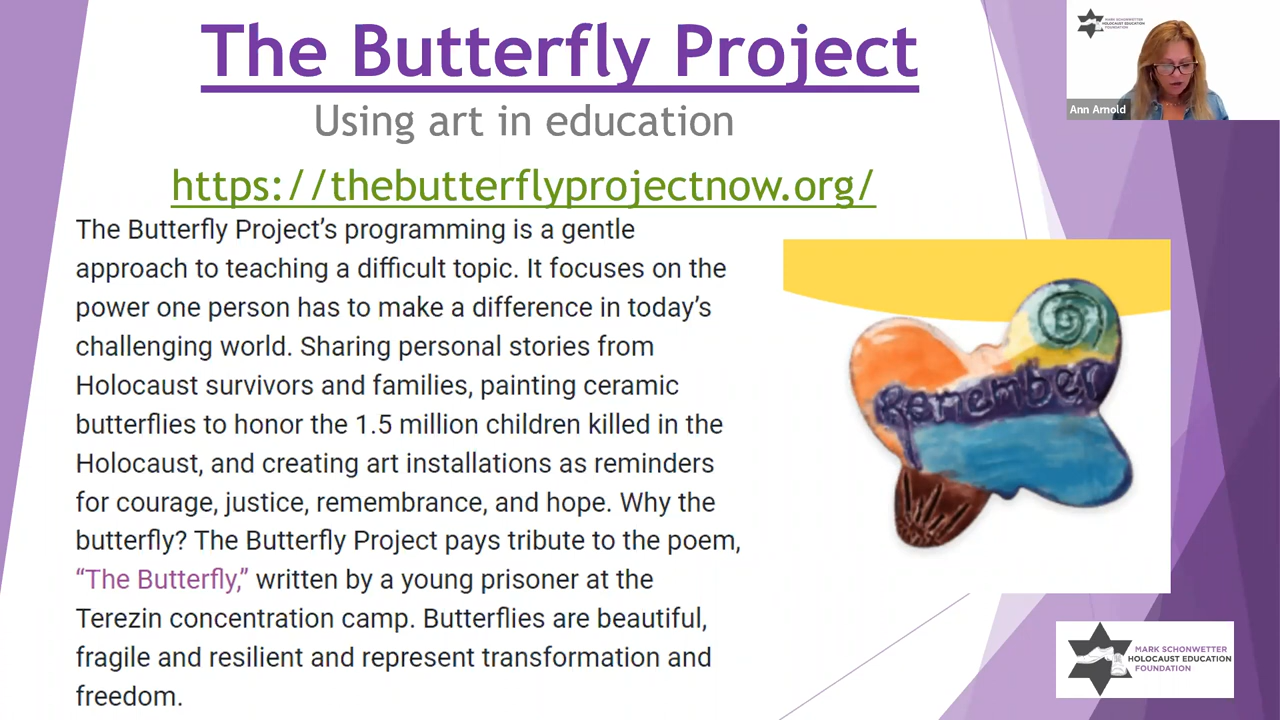 The Butterfly Project
Using art in education
https://thebutterflyprojectnow.org/
The Butterfly Project’s programming is a gentle
approach to teaching a difficult topic. It focuses on the
power one person has to make a difference in today’s
challenging world. Sharing personal stories from
Holocaust survivors and families, painting ceramic
butterflies to honor the 1.5 million children killed in the
Holocaust, and creating art installations as reminders
for courage, justice, remembrance, and hope. Why the
butterfly? The Butterfly Project pays tribute to the poem,
“The Butterfly,” written by a young prisoner at the
Terezin concentration camp. Butterflies are beautiful,
fragile and resilient and represent transformation and
freedom.
Remember
MARK SCHONWETTER
HOLOCAUST EDUCATION
FOUNDATION
Ann Arnold
MARK SCHONWETTER
HOLOCAUST EDUCATION
FOUNDATION